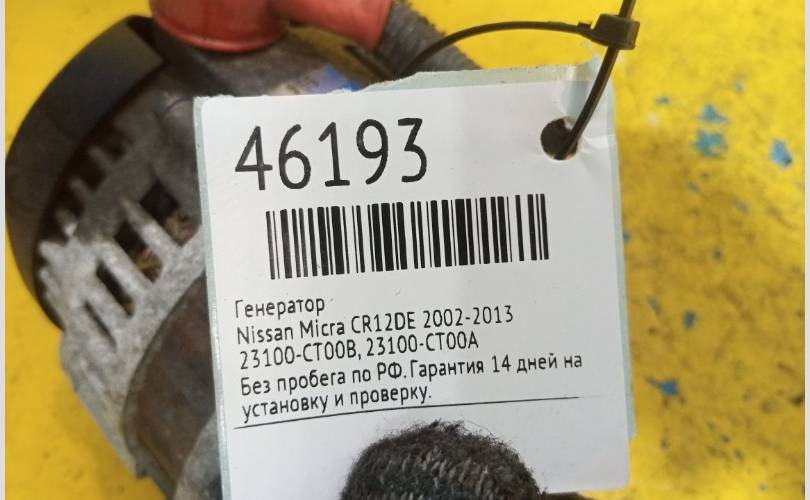 46193
Генератор
Nissan Micra CR12DE 2002-2013
23100-CT00B, 23100-CT00A
Без пробега по РФ. Гарантия 14 дней на
установку и проверку.